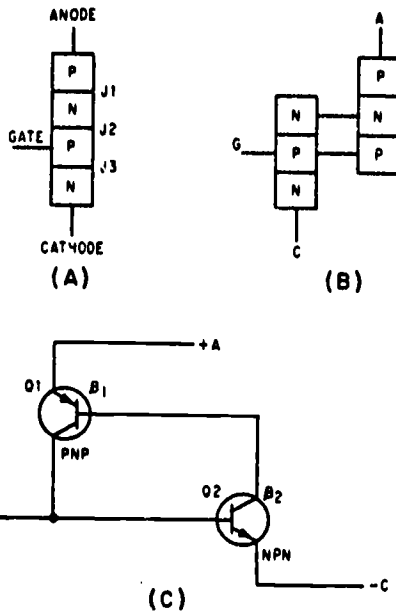 ANODE
P
J1
N
J2
GATE
P
J3
N
CATHODE
(A)
A
P
N
N
G
P
P
N
C
(B)
+A
Q1
β1
PNP
Q2
β2
NPN
-C
(C)